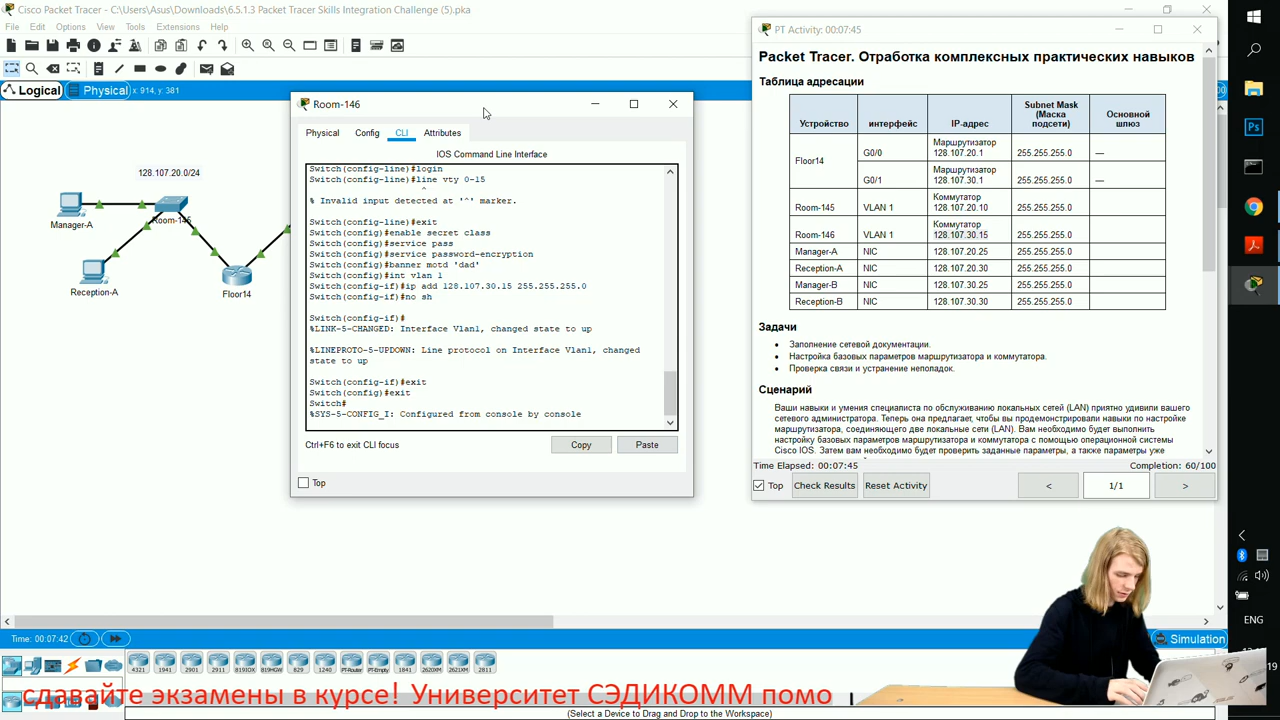 Cisco Packet Tracer - C:\Users\Asus\Downloads\6.5.1.3 Packet Tracer Skills Integration Challenge (5).pka
File Edit Options View Tools Extensions Help
Logical Physical x: 914, y: 381
128.107.20.0/24
Manager-A
Room-145
Reception-A
Floor14
Room-146
Physical Config CLI Attributes
IOS Command Line Interface
Switch(config-line)#login
Switch(config-line)#line vty 0-15
^
% Invalid input detected at '^' marker.
Switch(config-line)#exit
Switch(config)#enable secret class
Switch(config)#service pass
Switch(config)#service password-encryption
Switch(config)#banner motd 'dad'
Switch(config)#int vlan 1
Switch(config-if)#ip add 128.107.30.15 255.255.255.0
Switch(config-if)#no sh
Switch(config-if)#
%LINK-5-CHANGED: Interface Vlan1, changed state to up
%LINEPROTO-5-UPDOWN: Line protocol on Interface Vlan1, changed
state to up
Switch(config-if)#exit
Switch(config)#exit
Switch#
%SYS-5-CONFIG_I: Configured from console by console
Ctrl+F6 to exit CLI focus
Copy Paste
Top
PT Activity: 00:07:45
Packet Tracer. Отработка комплексных практических навыков
Таблица адресации
Устройство интерфейс IP-адрес Subnet Mask (Маска подсети) Основной шлюз
Floor14 G0/0 Маршрутизатор 128.107.20.1 255.255.255.0 —
G0/1 Маршрутизатор 128.107.30.1 255.255.255.0 —
Room-145 VLAN 1 Коммутатор 128.107.20.10 255.255.255.0
Room-146 VLAN 1 Коммутатор 128.107.30.15 255.255.255.0
Manager-A NIC 128.107.20.25 255.255.255.0
Reception-A NIC 128.107.20.30 255.255.255.0
Manager-B NIC 128.107.30.25 255.255.255.0
Reception-B NIC 128.107.30.30 255.255.255.0
Задачи
• Заполнение сетевой документации.
• Настройка базовых параметров маршрутизатора и коммутатора.
• Проверка связи и устранение неполадок.
Сценарий
Ваши навыки и умения специалиста по обслуживанию локальных сетей (LAN) приятно удивили вашего
сетевого администратора. Теперь она предлагает, чтобы вы продемонстрировали навыки по настройке
маршрутизатора, соединяющего две локальные сети (LAN). Вам необходимо будет выполнить
настройку базовых параметров маршрутизатора и коммутатора с помощью операционной системы
Cisco IOS. Затем вам необходимо будет проверить заданные параметры, а также параметры уже
Time Elapsed: 00:07:45 Completion: 60/100
Top Check Results Reset Activity < 1/1 >
ENG
Time: 00:07:42
Simulation
4321 1941 2901 2911 819IOX 819HGW 829 1240 PT-Router PT-Empty 1841 2620XM 2621XM 2811
сдавайте экзамены в курсе! Университет СЭДИКОММ помо
(Select a Device to Drag and Drop to the Workspace)